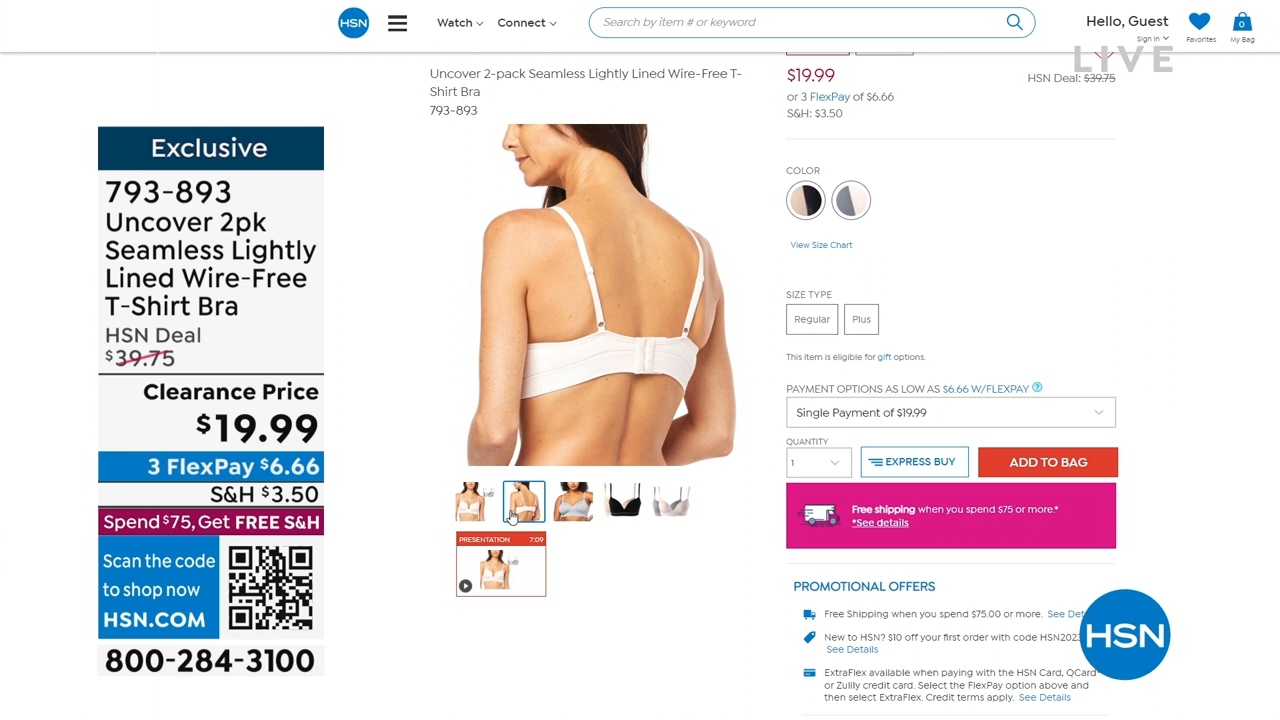 HSN
Watch
Connect
Search by item # or keyword
Hello, Guest
Sign In
Favorites
0
My Bag
LIVE
Uncover 2-pack Seamless Lightly Lined Wire-Free T-
Shirt Bra
793-893
$19.99
HSN Deal: $39.75
or 3 FlexPay of $6.66
S&H: $3.50
COLOR
View Size Chart
SIZE TYPE
Regular
Plus
This item is eligible for gift options.
PAYMENT OPTIONS AS LOW AS $6.66 W/FLEXPAY ?
Single Payment of $19.99
QUANTITY
1
EXPRESS BUY
ADD TO BAG
Free shipping when you spend $75 or more.*
*See details
PROMOTIONAL OFFERS
Free Shipping when you spend $75.00 or more. See Det
New to HSN? $10 off your first order with code HSN2023
See Details
ExtraFlex available when paying with the HSN Card, QCard
or Zulily credit card. Select the FlexPay option above and
then select ExtraFlex. Credit terms apply. See Details
HSN
PRESENTATION 7:09
Exclusive
793-893
Uncover 2pk
Seamless Lightly
Lined Wire-Free
T-Shirt Bra
HSN Deal
$39.75
Clearance Price
$19.99
3 FlexPay $6.66
S&H $3.50
Spend $75, Get FREE S&H
Scan the code
to shop now
HSN.COM
800-284-3100